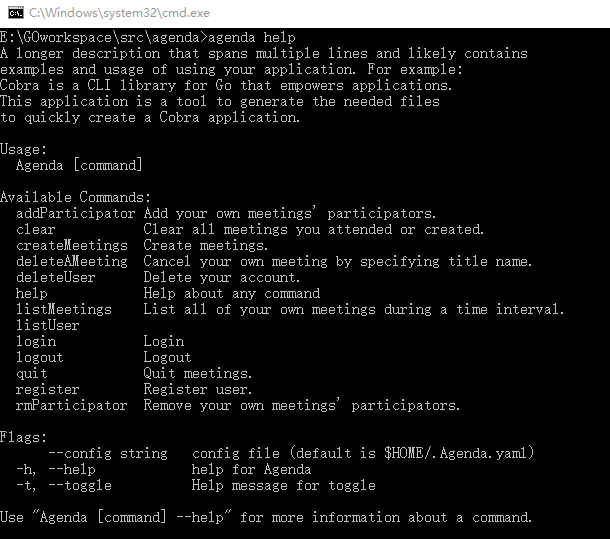 C:\Windows\system32\cmd.exe
E:\GOworkspace\src\agenda>agenda help
A longer description that spans multiple lines and likely contains
examples and usage of using your application. For example:
Cobra is a CLI library for Go that empowers applications.
This application is a tool to generate the needed files
to quickly create a Cobra application.
Usage:
  Agenda [command]
Available Commands:
  addParticipator Add your own meetings' participators.
  clear           Clear all meetings you attended or created.
  createMeetings  Create meetings.
  deleteAMeeting  Cancel your own meeting by specifying title name.
  deleteUser      Delete your account.
  help            Help about any command
  listMeetings    List all of your own meetings during a time interval.
  listUser
  login           Login
  logout          Logout
  quit            Quit meetings.
  register        Register user.
  rmParticipator  Remove your own meetings' participators.
Flags:
      --config string   config file (default is $HOME/.Agenda.yaml)
  -h, --help            help for Agenda
  -t, --toggle          Help message for toggle
Use "Agenda [command] --help" for more information about a command.